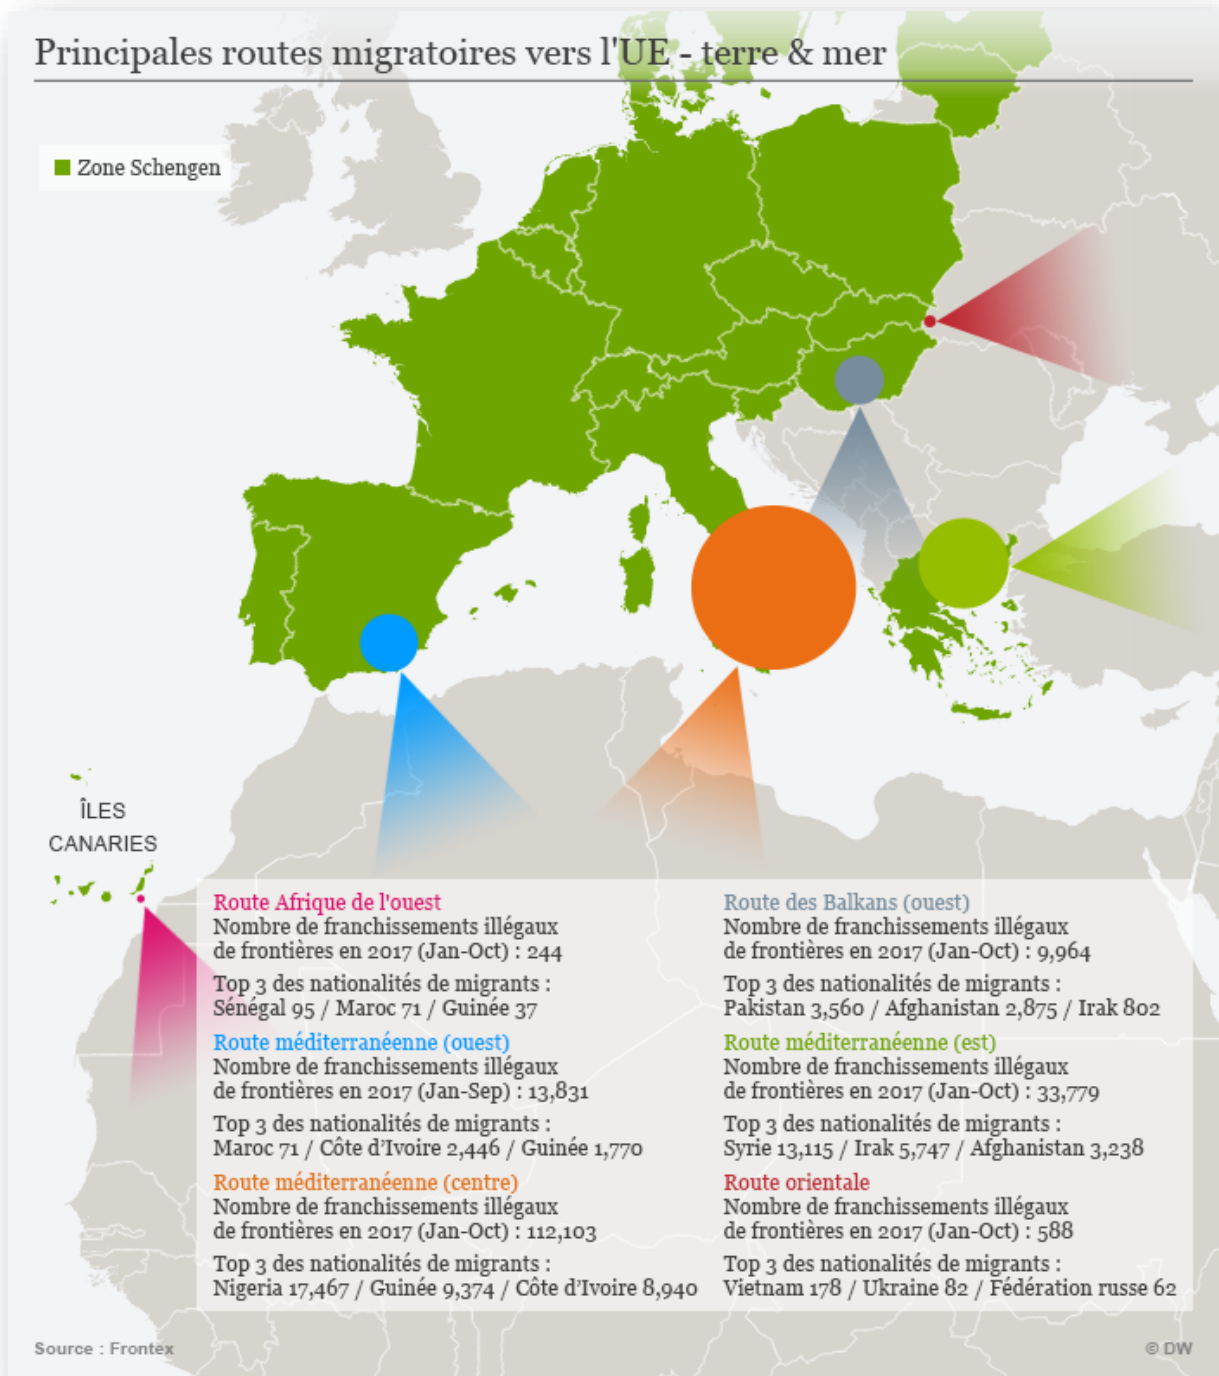 Principales routes migratoires vers l'UE - terre & mer
Zone Schengen
ÎLES
CANARIES
Route Afrique de l'ouest
Nombre de franchissements illégaux
de frontières en 2017 (Jan-Oct) : 244
Top 3 des nationalités de migrants :
Sénégal 95 / Maroc 71 / Guinée 37
Route méditerranéenne (ouest)
Nombre de franchissements illégaux
de frontières en 2017 (Jan-Sep) : 13,831
Top 3 des nationalités de migrants :
Maroc 71 / Côte d'Ivoire 2,446 / Guinée 1,770
Route méditerranéenne (centre)
Nombre de franchissements illégaux
de frontières en 2017 (Jan-Oct) : 112,103
Top 3 des nationalités de migrants :
Nigeria 17,467 / Guinée 9,374 / Côte d'Ivoire 8,940
Route des Balkans (ouest)
Nombre de franchissements illégaux
de frontières en 2017 (Jan-Oct) : 9,964
Top 3 des nationalités de migrants :
Pakistan 3,560 / Afghanistan 2,875 / Irak 802
Route méditerranéenne (est)
Nombre de franchissements illégaux
de frontières en 2017 (Jan-Oct) : 33,779
Top 3 des nationalités de migrants :
Syrie 13,115 / Irak 5,747 / Afghanistan 3,238
Route orientale
Nombre de franchissements illégaux
de frontières en 2017 (Jan-Oct) : 588
Top 3 des nationalités de migrants :
Vietnam 178 / Ukraine 82 / Fédération russe 62
Source : Frontex
© DW